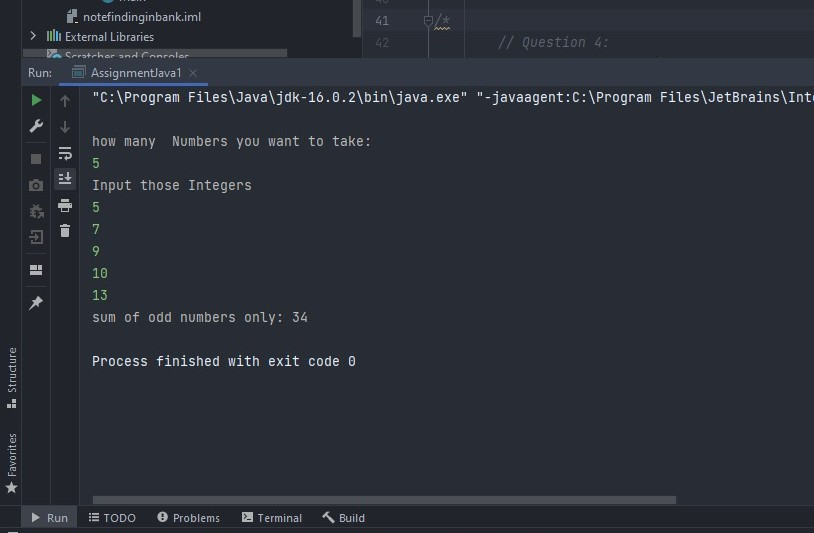 main
notefindinginbank.iml
External Libraries
Scratches and Consoles
41 /*
42 // Question 4:
Run: AssignmentJava1
"C:\Program Files\Java\jdk-16.0.2\bin\java.exe" "-javaagent:C:\Program Files\JetBrains\Inte
how many  Numbers you want to take:
5
Input those Integers
5
7
9
10
13
sum of odd numbers only: 34
Process finished with exit code 0
Structure
Favorites
Run TODO Problems Terminal Build